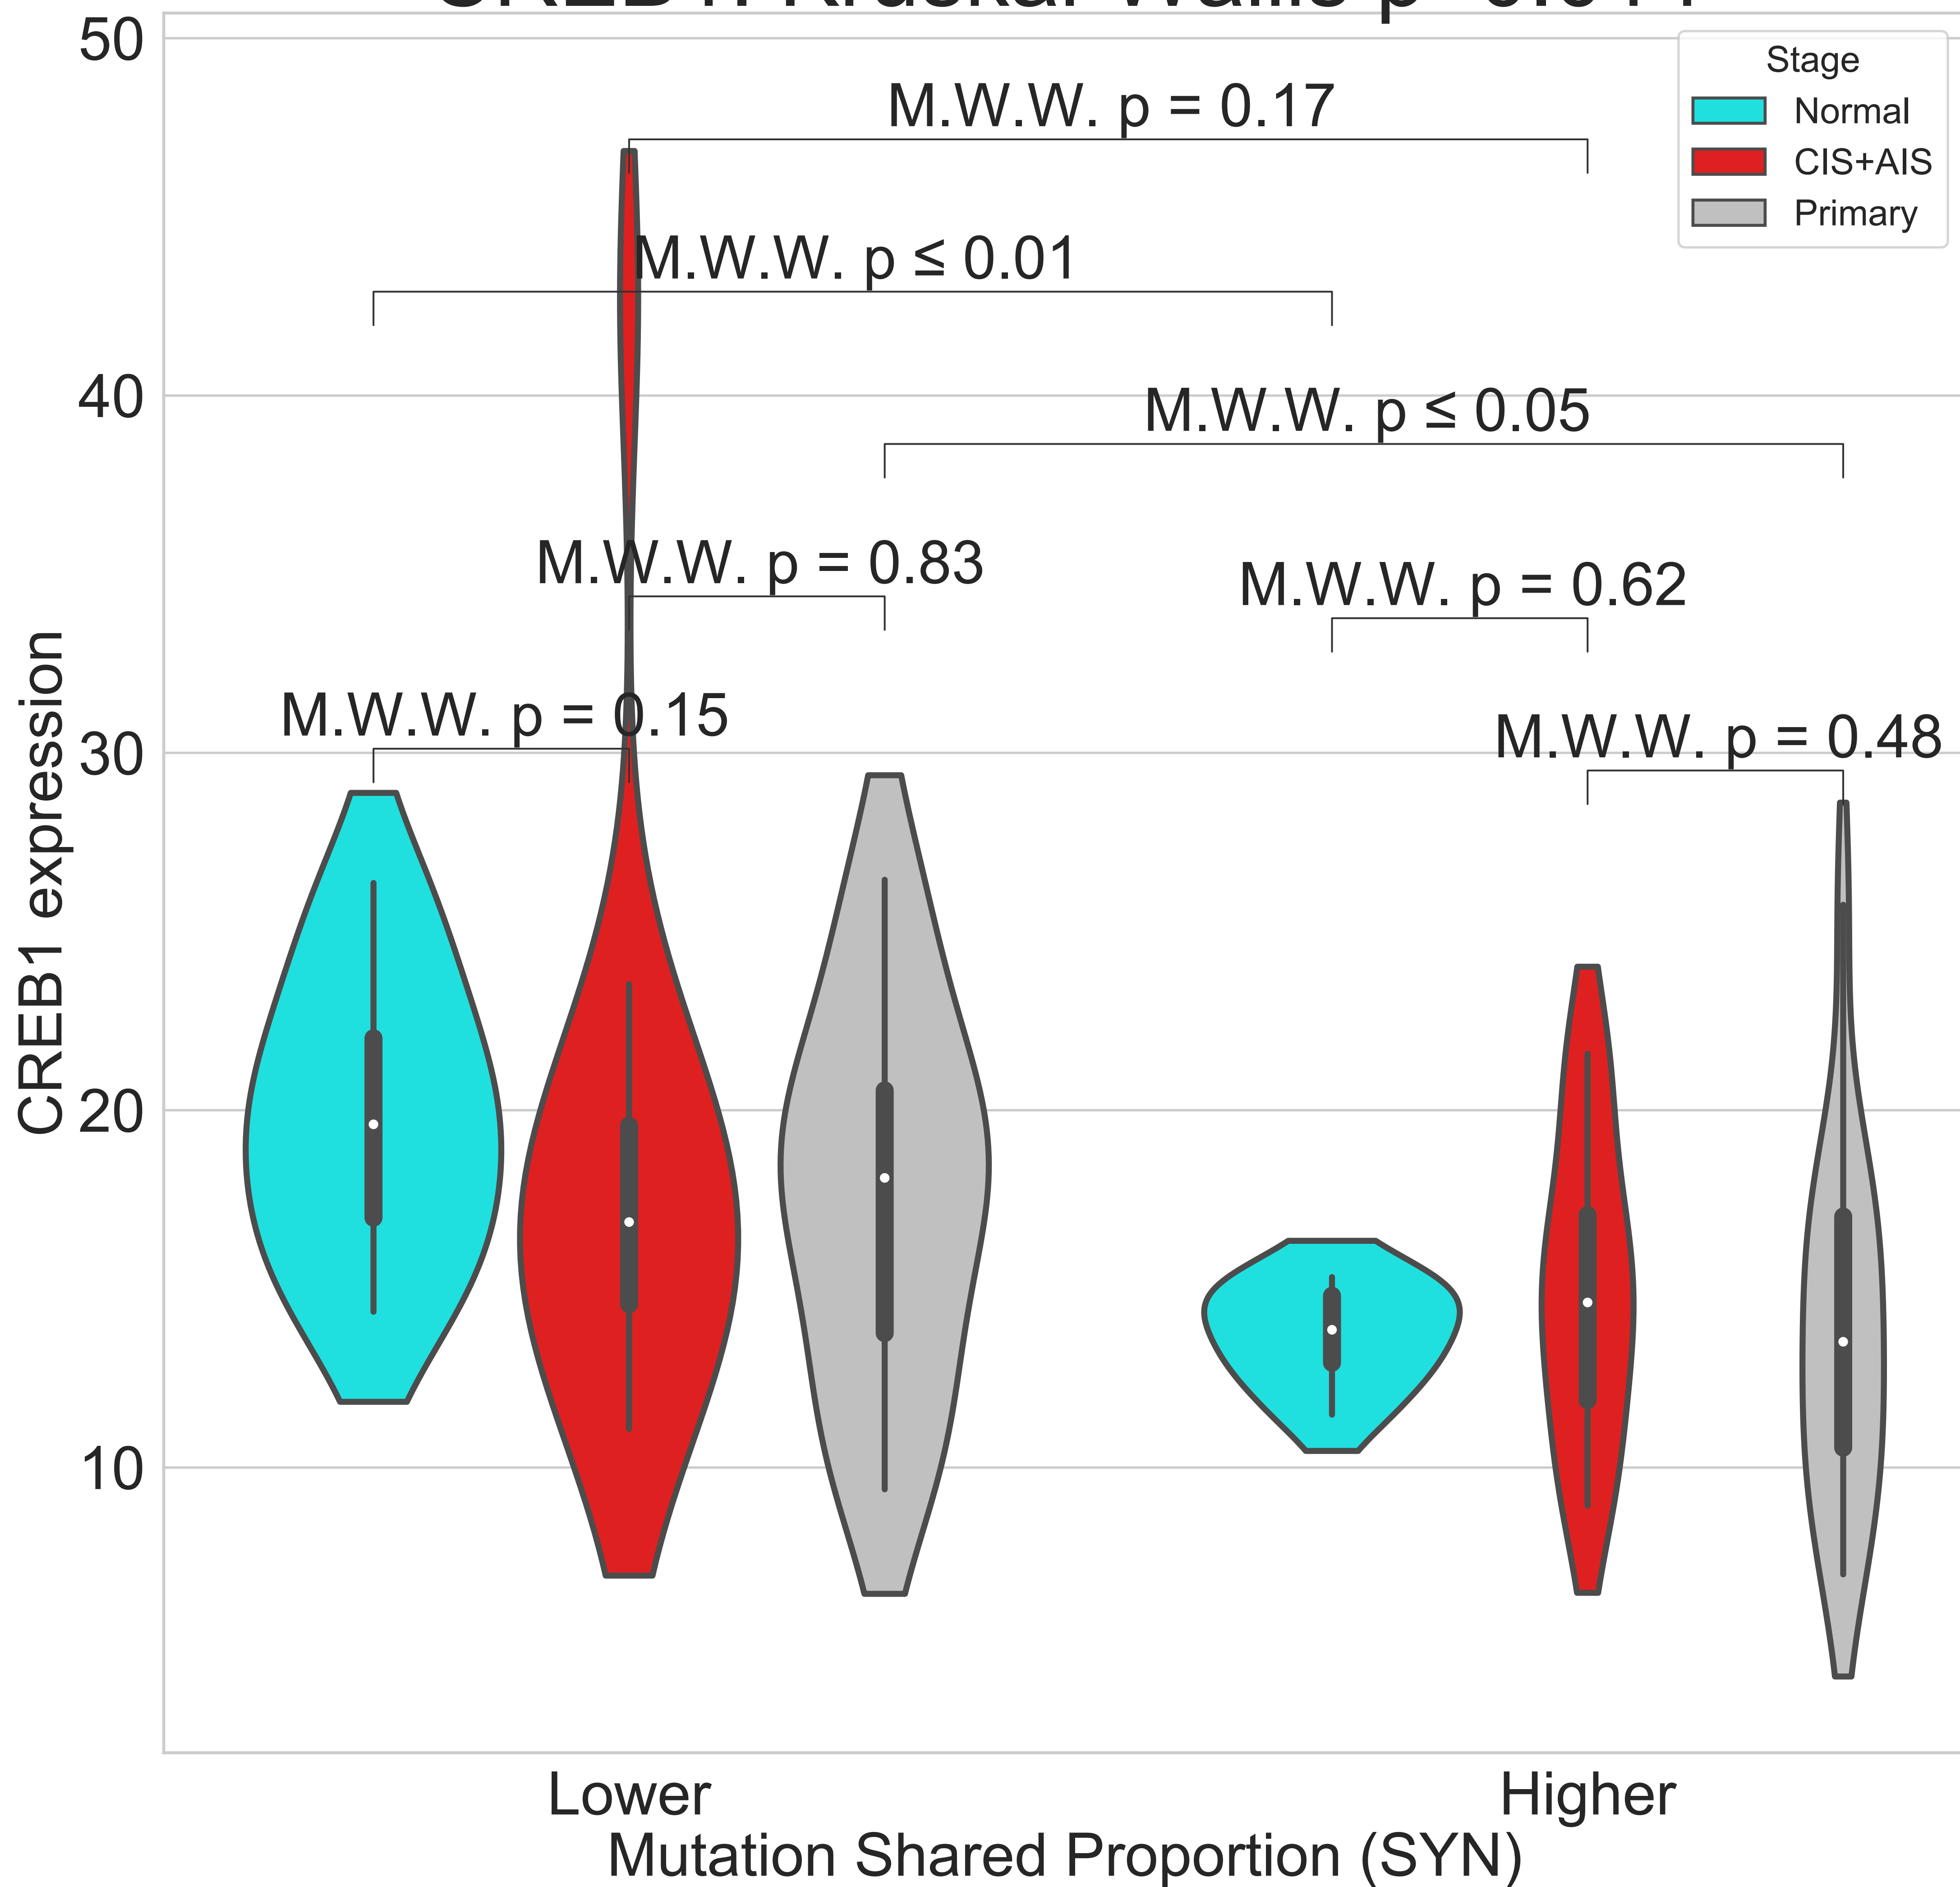 50
Stage
Normal
CIS+AIS
Primary
M.W.W. p = 0.17
M.W.W. p ≤ 0.01
40
M.W.W. p ≤ 0.05
M.W.W. p = 0.83
M.W.W. p = 0.62
M.W.W. p = 0.15
M.W.W. p = 0.48
30
CREB1 expression
20
10
Lower
Higher
Mutation Shared Proportion (SYN)